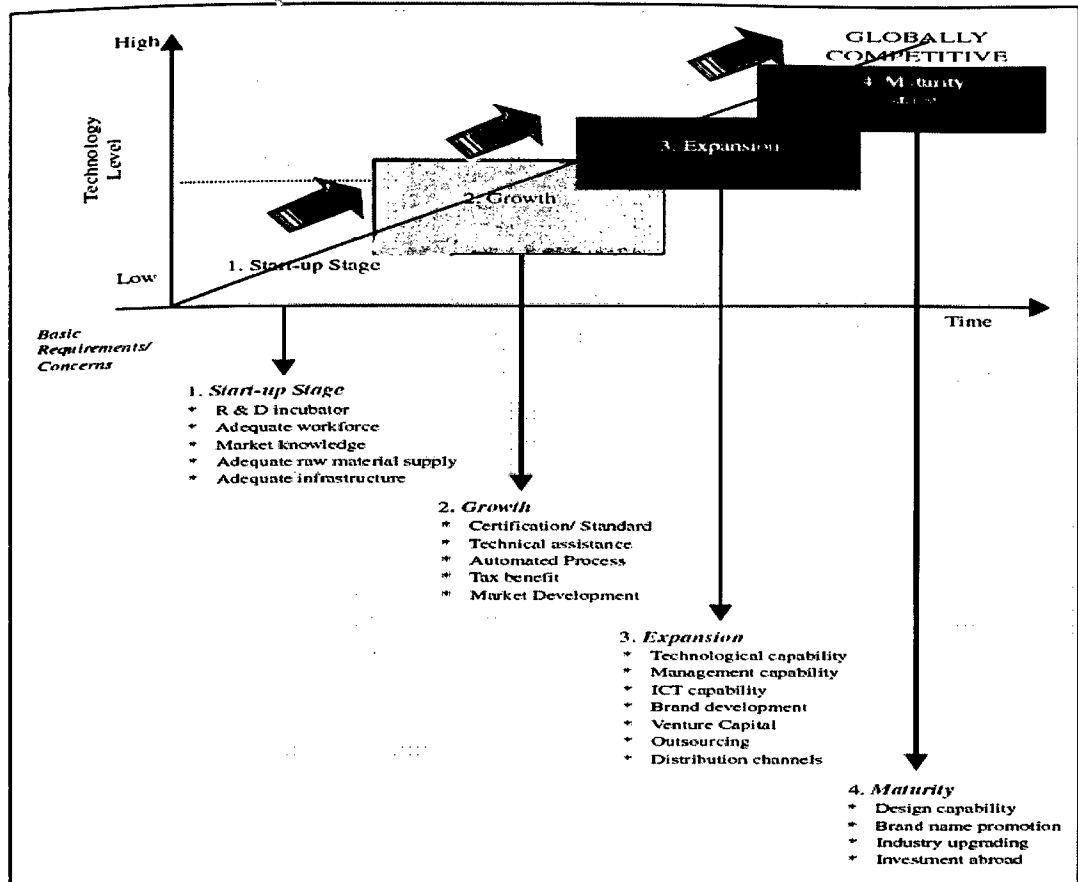 High
GLOBALLY
COMPETITIVE
4. Maturity
3. Expansion
Technology
Level
2. Growth
1. Start-up Stage
Low
Time
Basic
Requirements/
Concerns
1. Start-up Stage
* R & D incubator
* Adequate workforce
* Market knowledge
* Adequate raw material supply
* Adequate infrastructure
2. Growth
* Certification/ Standard
* Technical assistance
* Automated Process
* Tax benefit
* Market Development
3. Expansion
* Technological capability
* Management capability
* ICT capability
* Brand development
* Venture Capital
* Outsourcing
* Distribution channels
4. Maturity
* Design capability
* Brand name promotion
* Industry upgrading
* Investment abroad